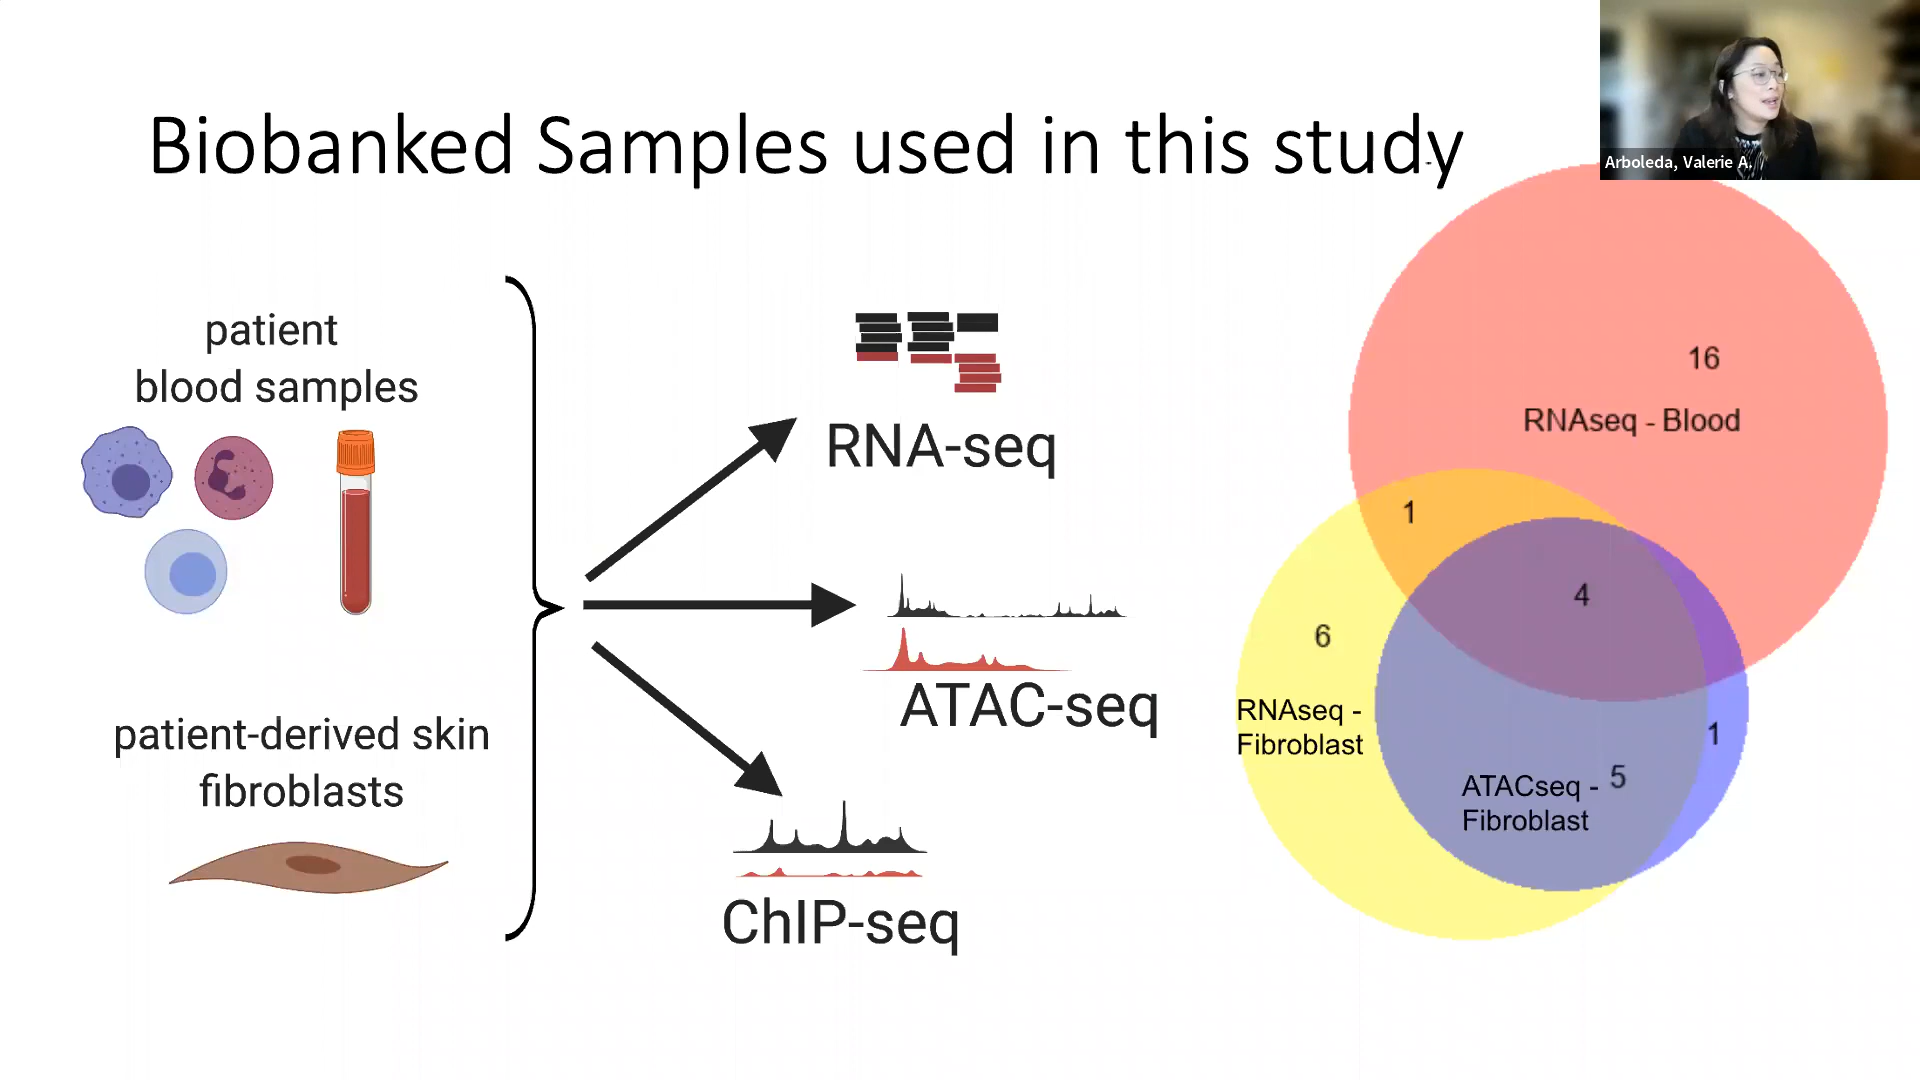 Biobanked Samples used in this study
Arboleda, Valerie A.
patient
blood samples
patient-derived skin
fibroblasts
RNA-seq
ATAC-seq
ChIP-seq
16
RNAseq - Blood
1
4
6
RNAseq -
Fibroblast
1
5
ATACseq -
Fibroblast